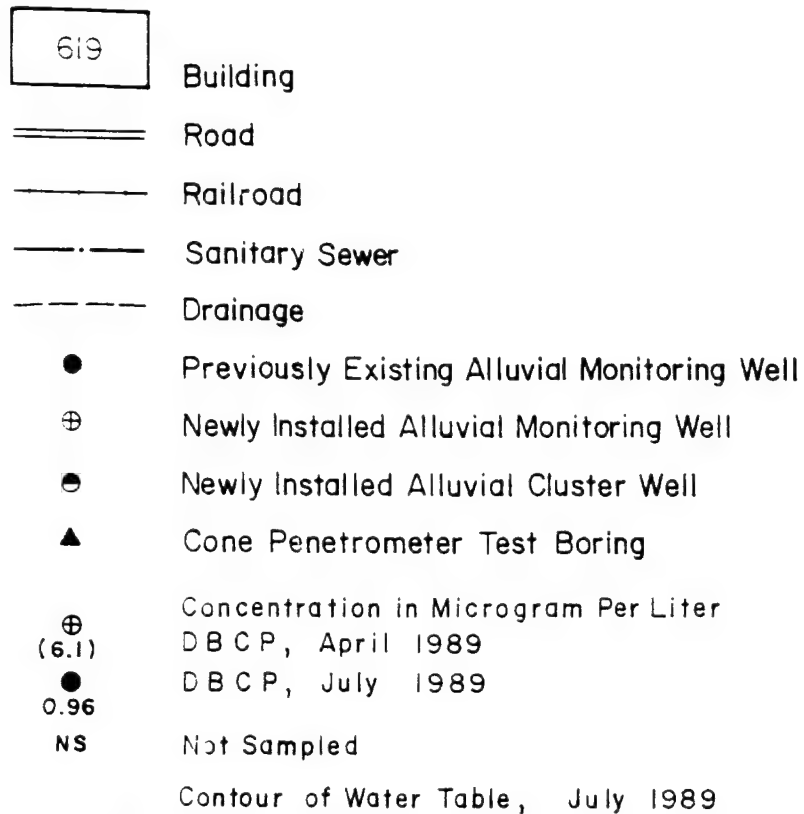 619
Building
Road
Railroad
Sanitary Sewer
Drainage
Previously Existing Alluvial Monitoring Well
Newly Installed Alluvial Monitoring Well
Newly Installed Alluvial Cluster Well
Cone Penetrometer Test Boring
Concentration in Microgram Per Liter
(6.1) DBCP, April 1989
DBCP, July 1989
0.96
NS Not Sampled
Contour of Water Table, July 1989